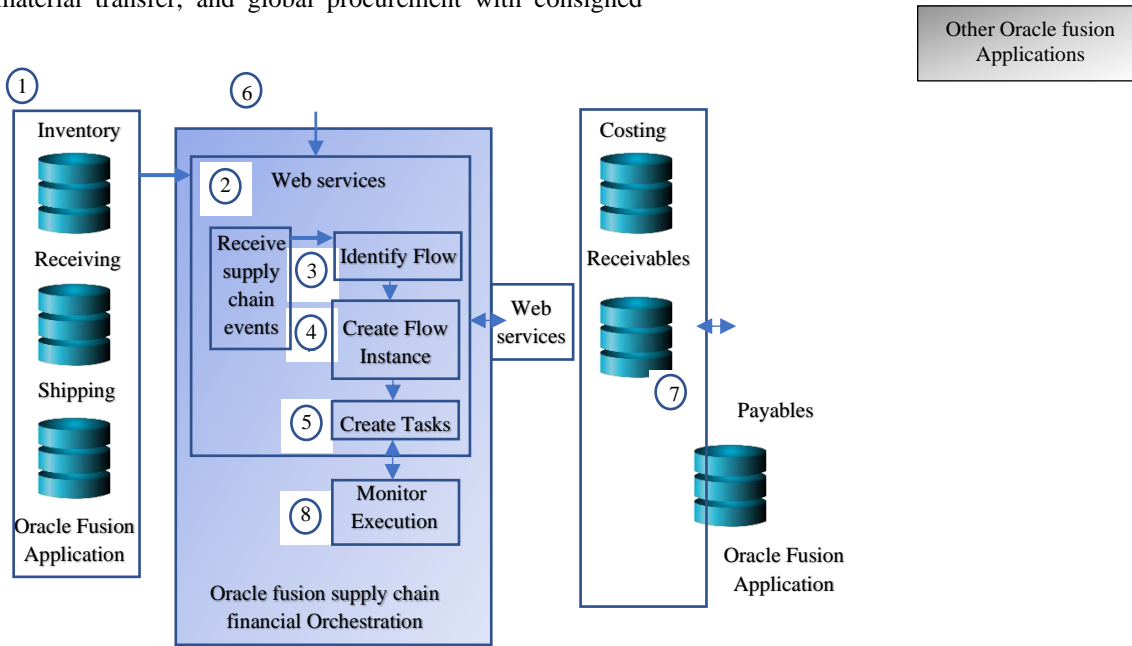 material transfer, and global procurement with consigned
Other Oracle fusion
Applications
1
Inventory
Receiving
Shipping
Oracle Fusion
Application
6
2
Web services
Receive
supply
chain
events
3
Identify Flow
4
Create Flow
Instance
5
Create Tasks
8
Monitor
Execution
Oracle fusion supply chain
financial Orchestration
Web
services
Costing
Receivables
7
Payables
Oracle Fusion
Application